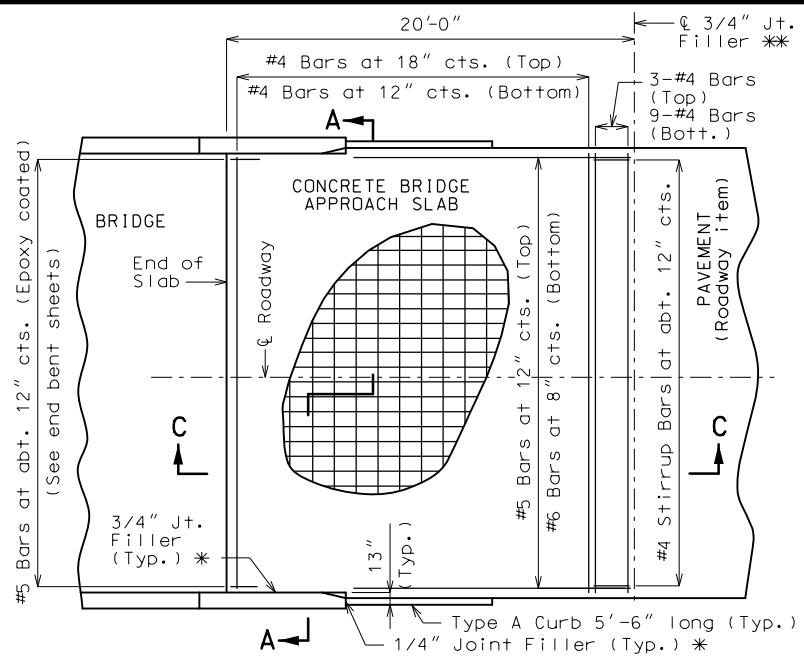 20'-0"
℄ 3/4" Jt.
Filler **
#4 Bars at 18" cts. (Top)
#4 Bars at 12" cts. (Bottom)
3-#4 Bars
(Top)
9-#4 Bars
(Bott.)
A
CONCRETE BRIDGE
APPROACH SLAB
BRIDGE
End of
Slab
℄ Roadway
#5 Bars at abt. 12" cts. (Epoxy coated)
(See end bent sheets)
#5 Bars at 12" cts. (Top)
#6 Bars at 8" cts. (Bottom)
#4 Stirrup Bars at abt. 12" cts.
PAVEMENT
(Roadway item)
C
C
3/4" Jt.
Filler
(Typ.) *
13"
(Typ.)
Type A Curb 5'-6" long (Typ.)
A
1/4" Joint Filler (Typ.) *